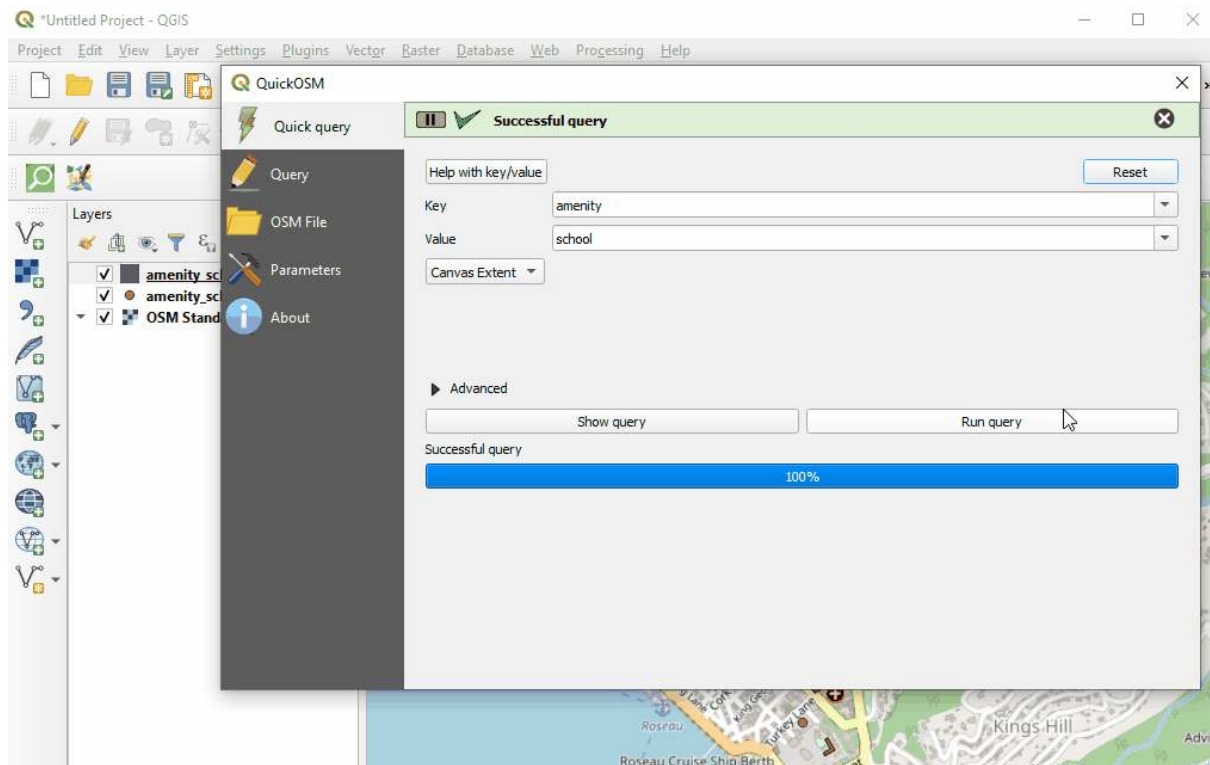 *Untitled Project - QGIS
Project Edit View Layer Settings Plugins Vector Raster Database Web Processing Help
QuickOSM
Quick query
Successful query
Query
Help with key/value
Reset
Layers
Key
amenity
OSM File
Value
school
Parameters
Canvas Extent
amenity_sc
amenity_sc
OSM Stand
About
Advanced
Show query
Run query
Successful query
100%
Turkey Lane
Roseau
Kings Hill
Roseau Cruise Ship Berth